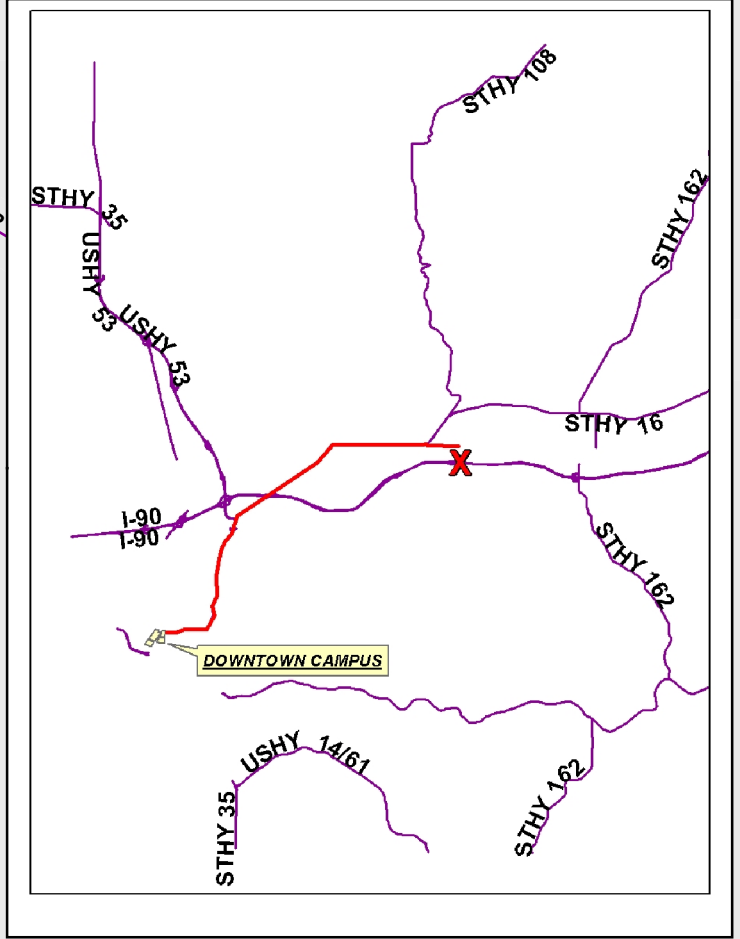 STHY 108
STHY 35
STHY 162
USHY 53
USHY 53
STHY 16
I-90
I-90
STHY 162
DOWNTOWN CAMPUS
USHY 14/61
STHY 35
STHY 162
X